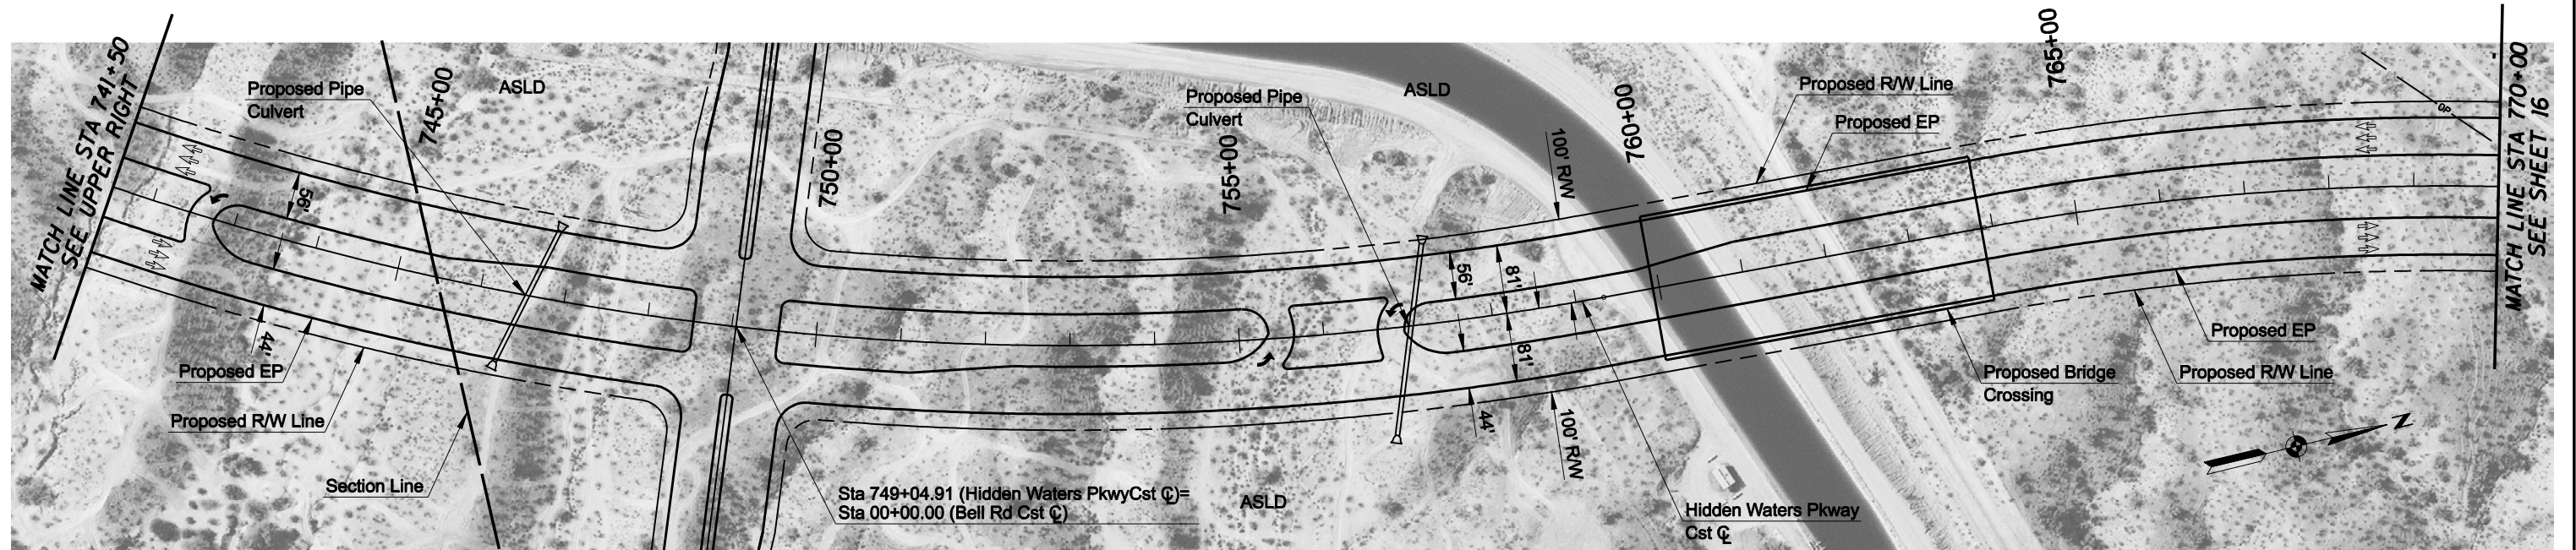 MATCH LINE STA 741+50
SEE UPPER RIGHT
Proposed Pipe
Culvert
745+00
ASLD
56'
44'
Proposed EP
Proposed R/W Line
Section Line
750+00
Sta 749+04.91 (Hidden Waters PkwyCst ℄)=
Sta 00+00.00 (Bell Rd Cst ℄)
755+00
Proposed Pipe
Culvert
ASLD
ASLD
100' R/W
56'
81'
81'
44'
100' R/W
760+00
Hidden Waters Pkway
Cst ℄
Proposed R/W Line
Proposed EP
765+00
Proposed Bridge
Crossing
Proposed EP
Proposed R/W Line
OP
N
MATCH LINE STA 770+00
SEE SHEET 16